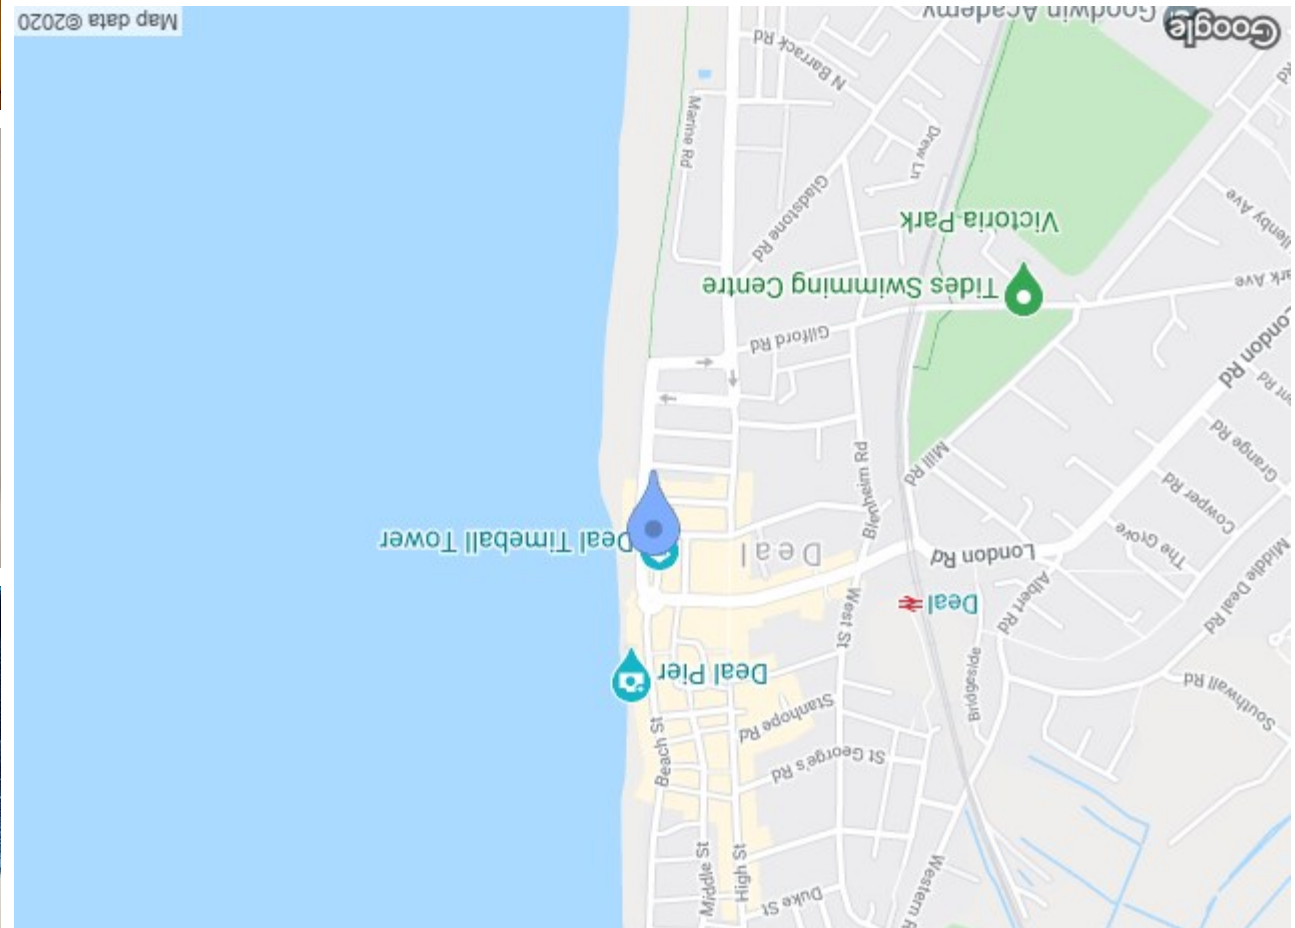 Duke St
Western R
Middle St
High St
St George's Rd
Beach St
Stanhope Rd
Southwall Rd
Bridgeside
Deal Pier
West St
Deal
Albert Rd
Middle Deal Rd
London Rd
Deal
Deal Timeball Tower
The Grove
Blenheim Rd
Cowper Rd
Mill Rd
Grange Rd
London Rd
Gilford Rd
Tides Swimming Centre
Victoria Park
Gladstone Rd
Drew Ln
Marine Rd
N Barrack Rd
Google
Goodwin Academy
Map data ©2020